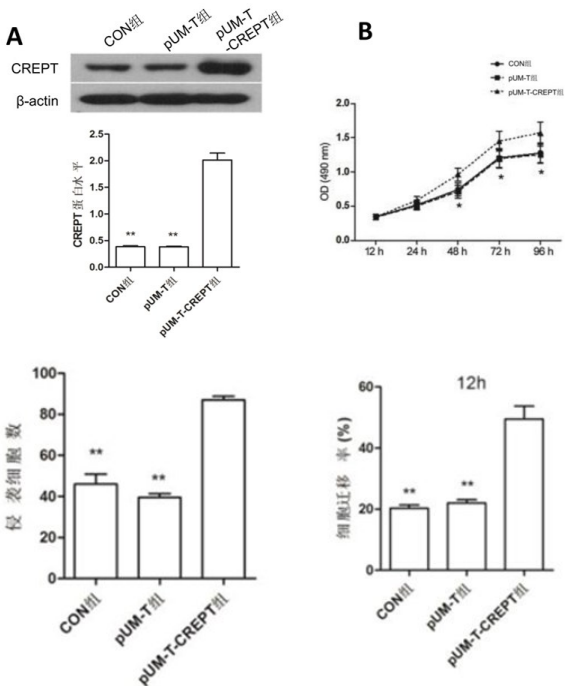 A
CON组
pUM-T组
pUM-T
-CREPT组
CREPT
β-actin
CREPT 蛋白水 平
2.5
2.0
1.5
1.0
0.5
0.0
**
**
CON组
pUM-T组
pUM-T-CREPT组
B
CON组
pUM-T组
pUM-T-CREPT组
OD (490 nm)
2.0
1.5
1.0
0.5
0.0
*
*
*
12 h
24 h
48 h
72 h
96 h
侵 袭细胞 数
100
80
60
40
20
0
**
**
CON组
pUM-T组
pUM-T-CREPT组
12h
细胞迁移 率(%)
60
40
20
0
**
**
CON组
pUM-T组
pUM-T-CREPT组